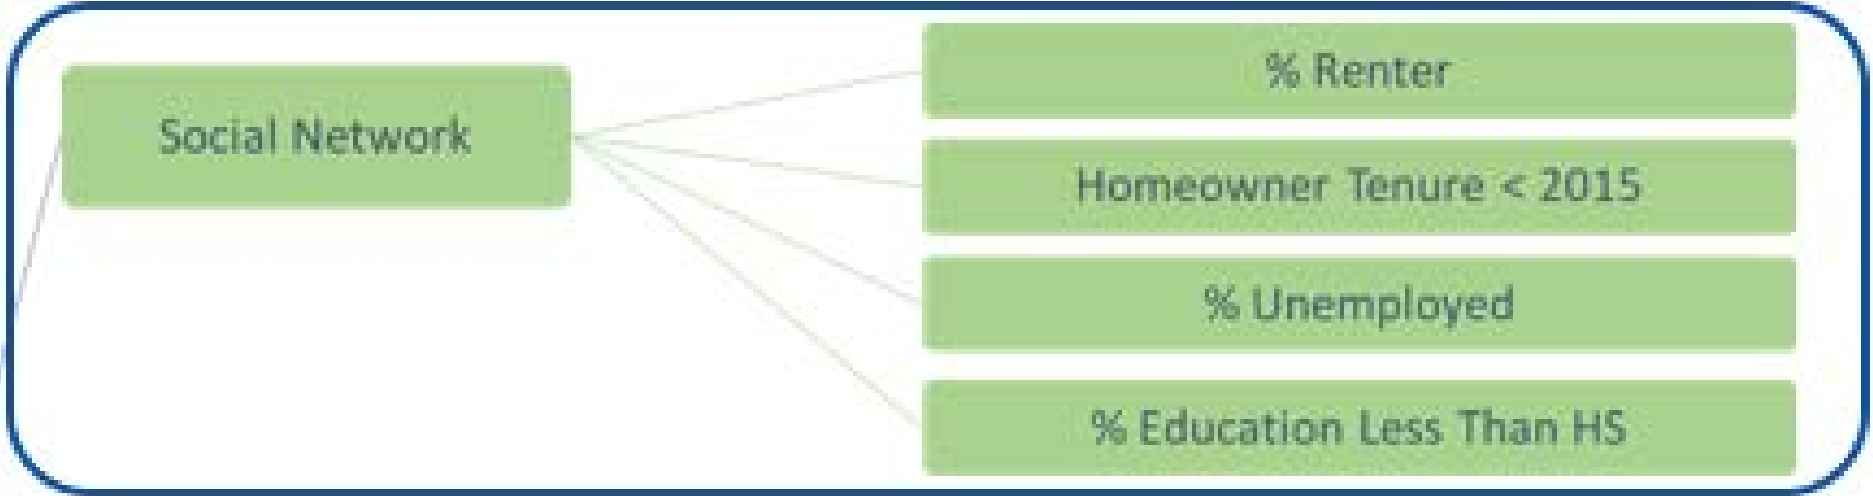 Social Network
% Renter
Homeowner Tenure < 2015
% Unemployed
% Education Less Than HS